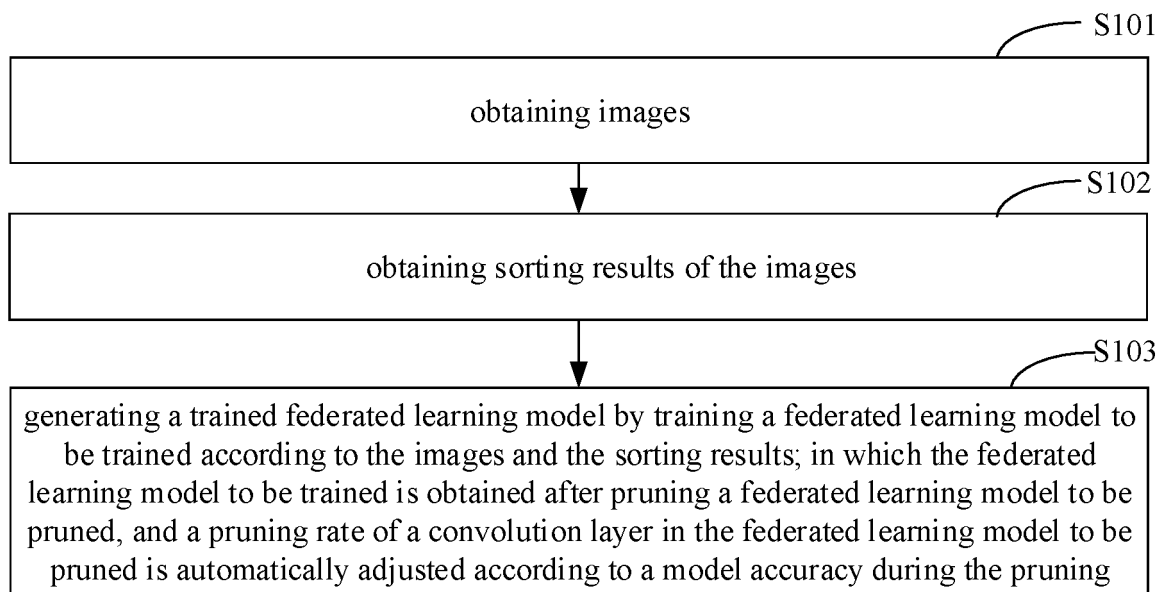 S101
obtaining images
S102
obtaining sorting results of the images
S103
generating a trained federated learning model by training a federated learning model to
be trained according to the images and the sorting results; in which the federated
learning model to be trained is obtained after pruning a federated learning model to be
pruned, and a pruning rate of a convolution layer in the federated learning model to be
pruned is automatically adjusted according to a model accuracy during the pruning